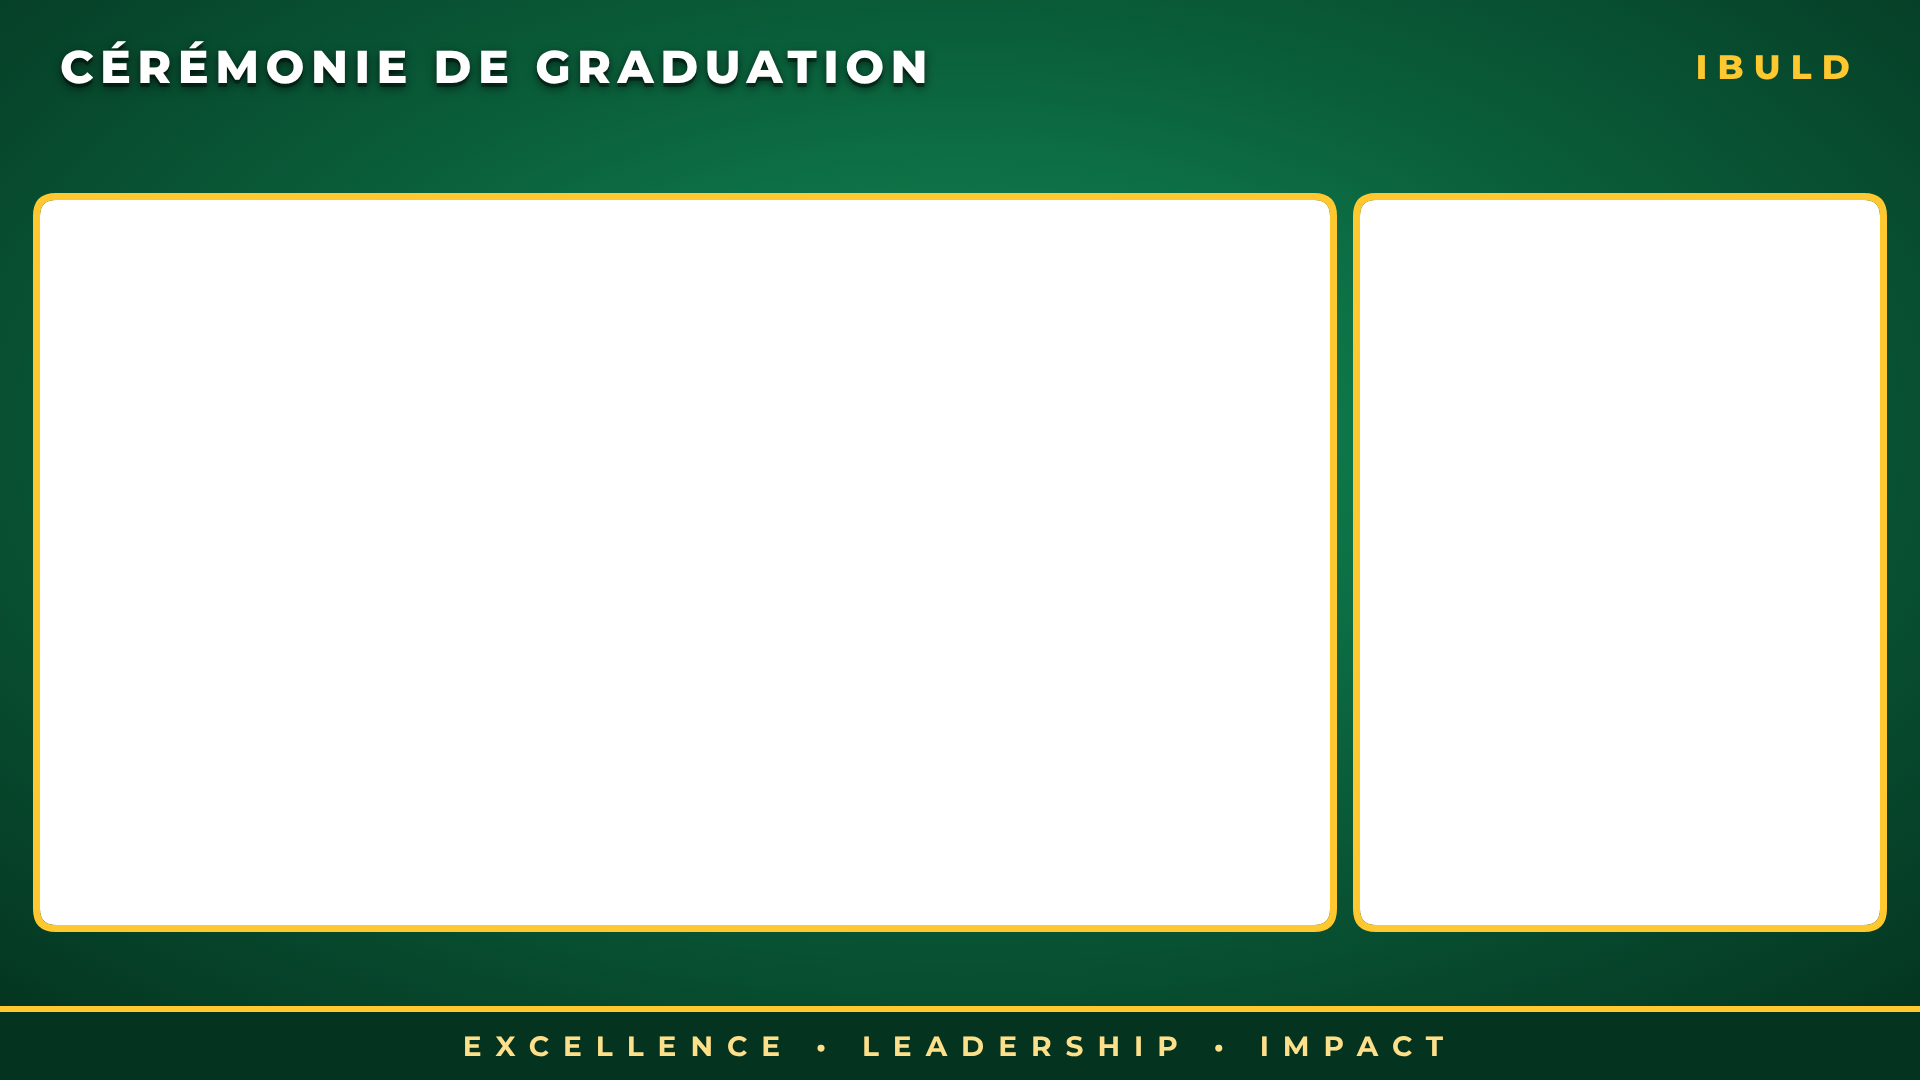 CÉRÉMONIE DE GRADUATION
IBULD
EXCELLENCE • LEADERSHIP • IMPACT